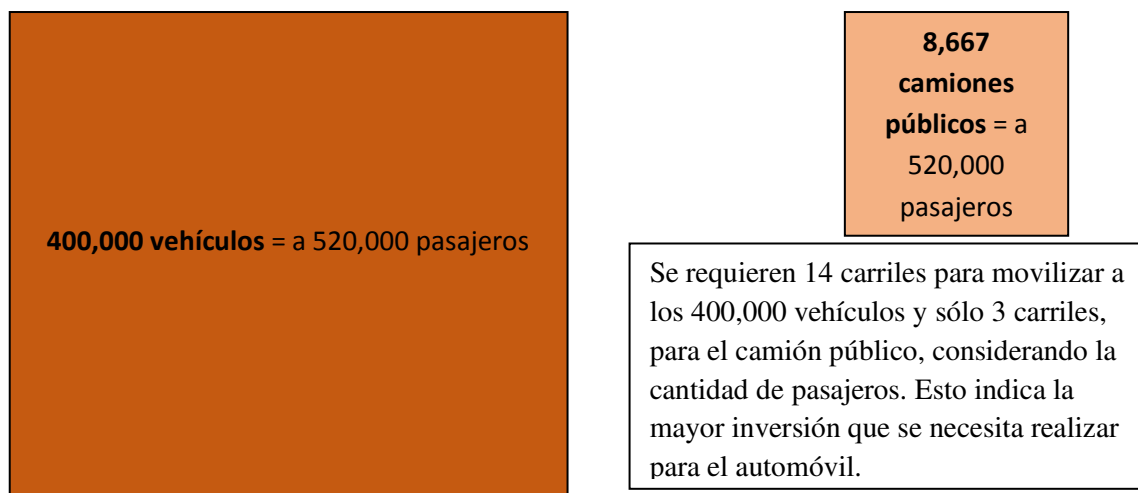 400,000 vehículos = a 520,000 pasajeros
8,667
camiones
públicos = a
520,000
pasajeros
Se requieren 14 carriles para movilizar a
los 400,000 vehículos y sólo 3 carriles,
para el camión público, considerando la
cantidad de pasajeros. Esto indica la
mayor inversión que se necesita realizar
para el automóvil.